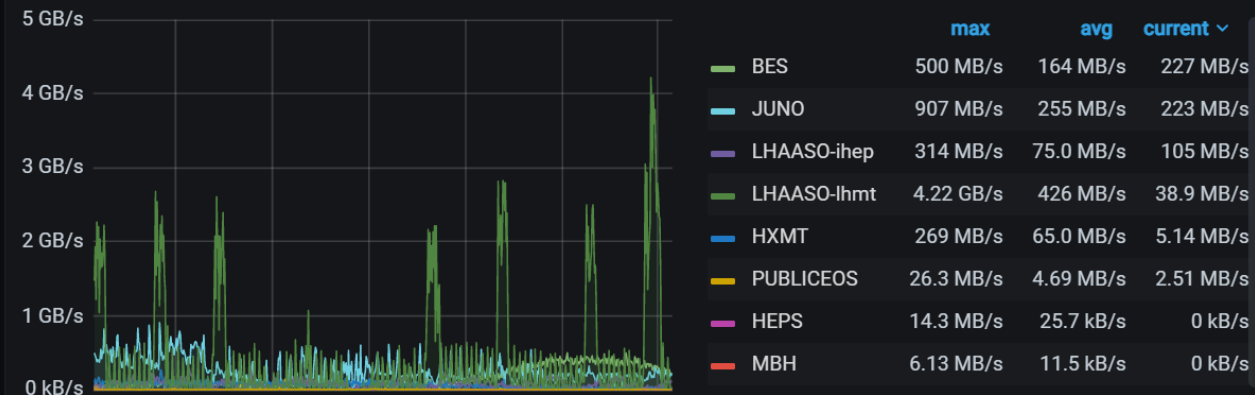 5 GB/s
4 GB/s
3 GB/s
2 GB/s
1 GB/s
0 kB/s
max avg current
BES 500 MB/s 164 MB/s 227 MB/s
JUNO 907 MB/s 255 MB/s 223 MB/s
LHAASO-ihep 314 MB/s 75.0 MB/s 105 MB/s
LHAASO-lhmt 4.22 GB/s 426 MB/s 38.9 MB/s
HXMT 269 MB/s 65.0 MB/s 5.14 MB/s
PUBLICEOS 26.3 MB/s 4.69 MB/s 2.51 MB/s
HEPS 14.3 MB/s 25.7 kB/s 0 kB/s
MBH 6.13 MB/s 11.5 kB/s 0 kB/s